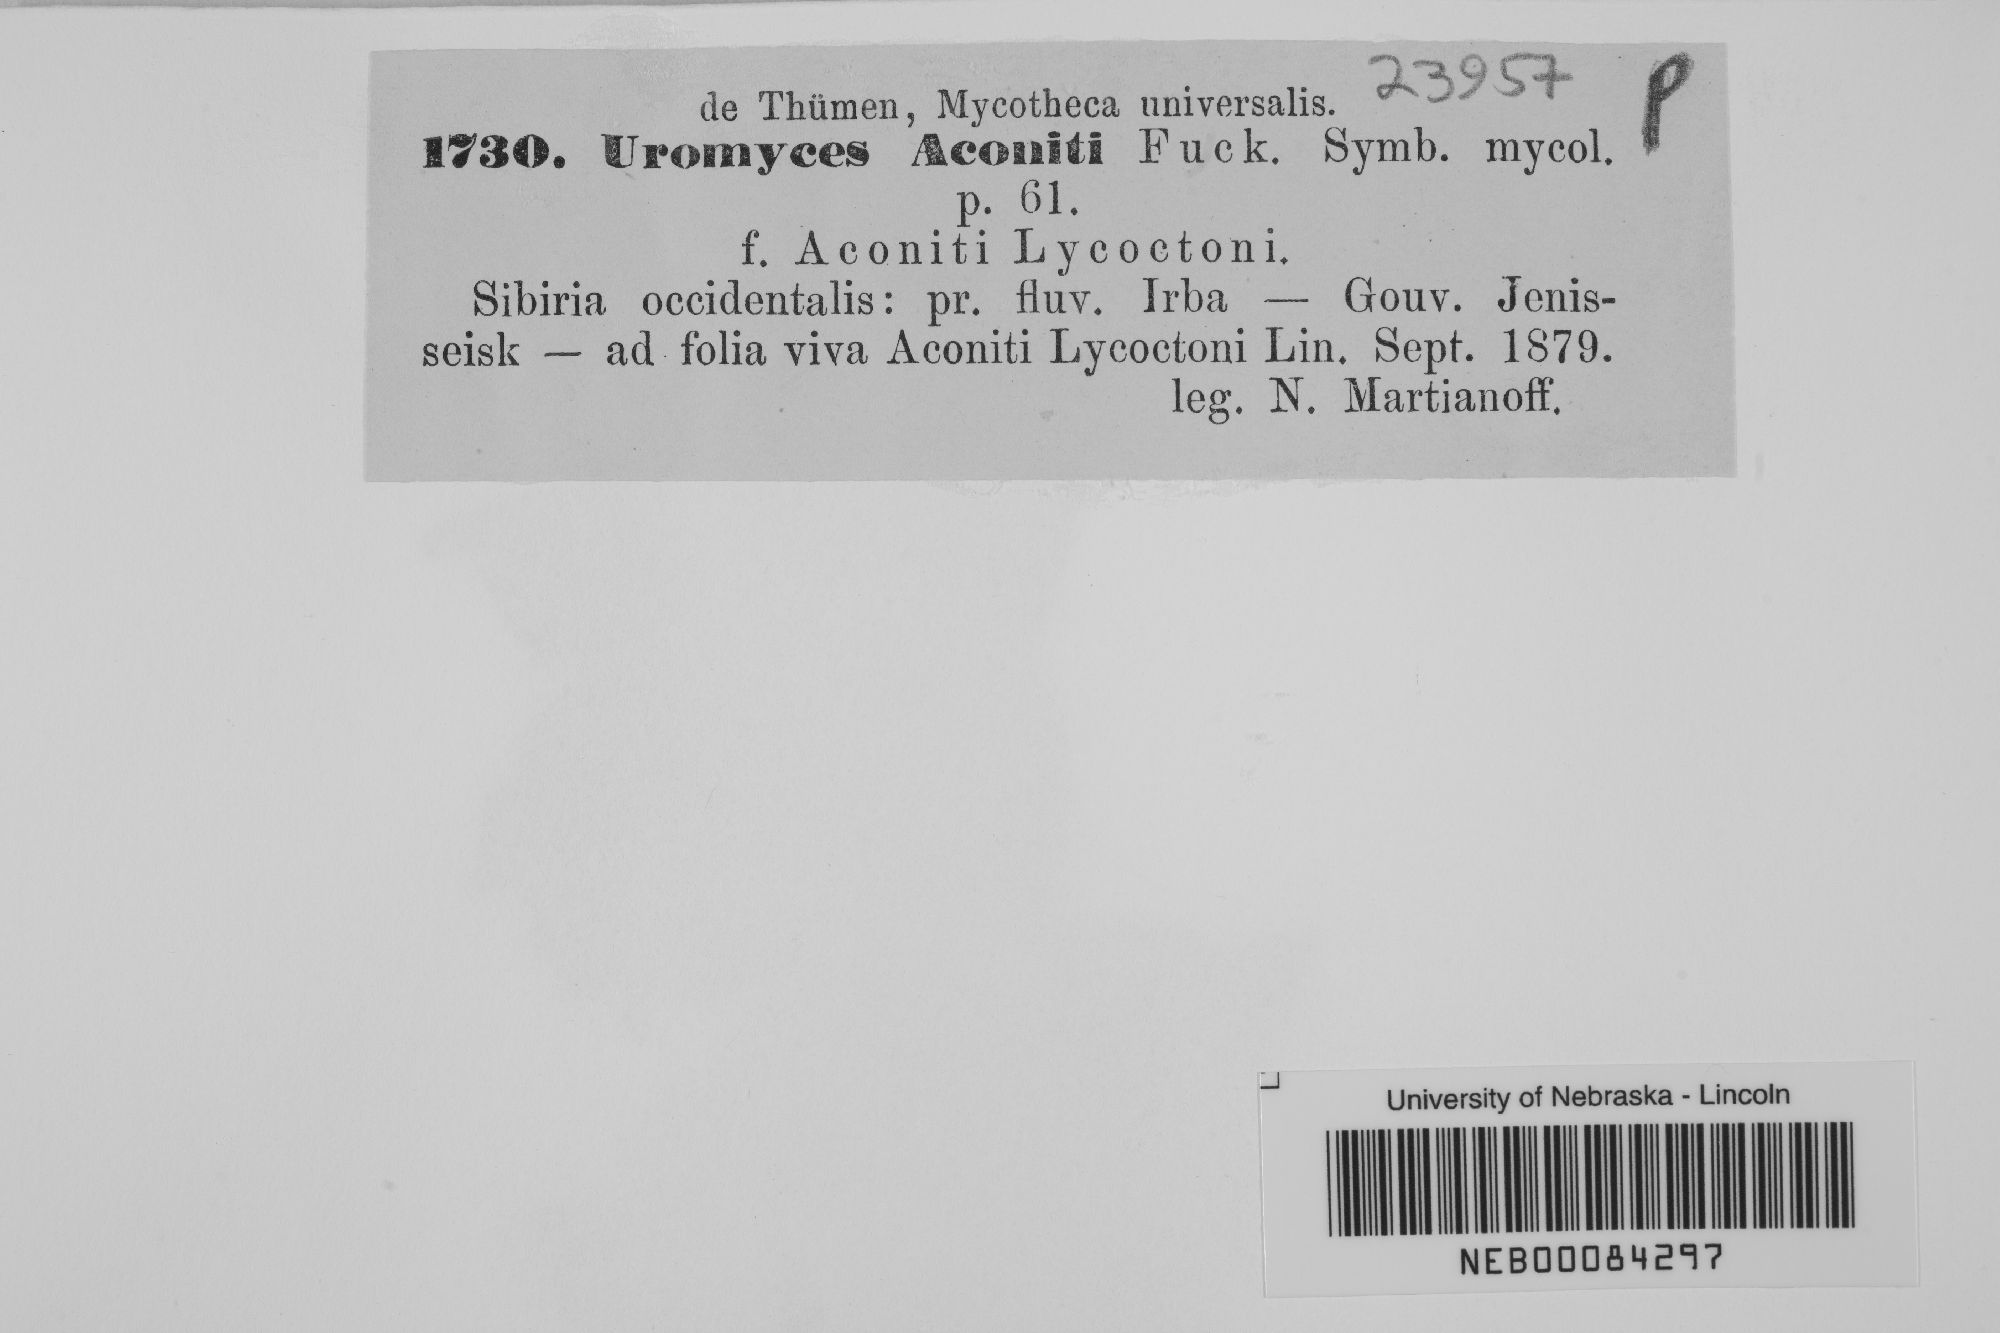 23957 P
de Thümen, Mycotheca universalis.
1730. Uromyces Aconiti Fuck. Symb. mycol.
p. 61.
f. Aconiti Lycoctoni.
Sibiria occidentalis: pr. fluv. Irba — Gouv. Jenis-
seisk — ad folia viva Aconiti Lycoctoni Lin. Sept. 1879.
leg. N. Martianoff.
University of Nebraska - Lincoln
NEB00084297